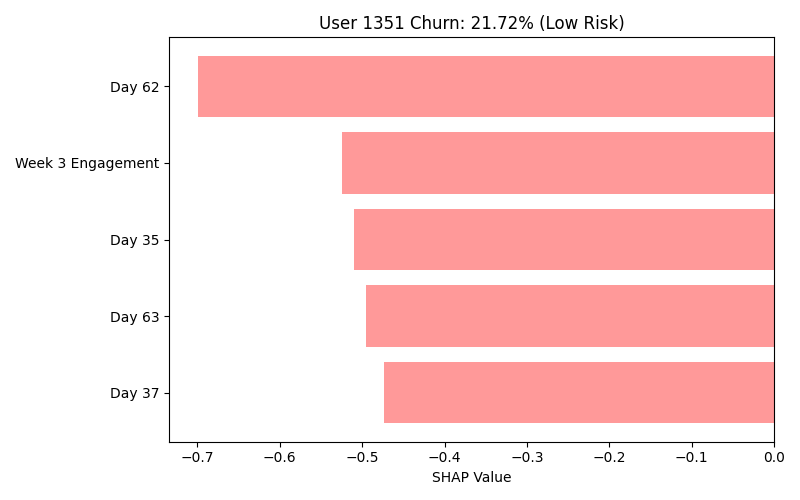 User 1351 Churn: 21.72% (Low Risk)
Day 62
Week 3 Engagement
Day 35
Day 63
Day 37
−0.7 −0.6 −0.5 −0.4 −0.3 −0.2 −0.1 0.0
SHAP Value